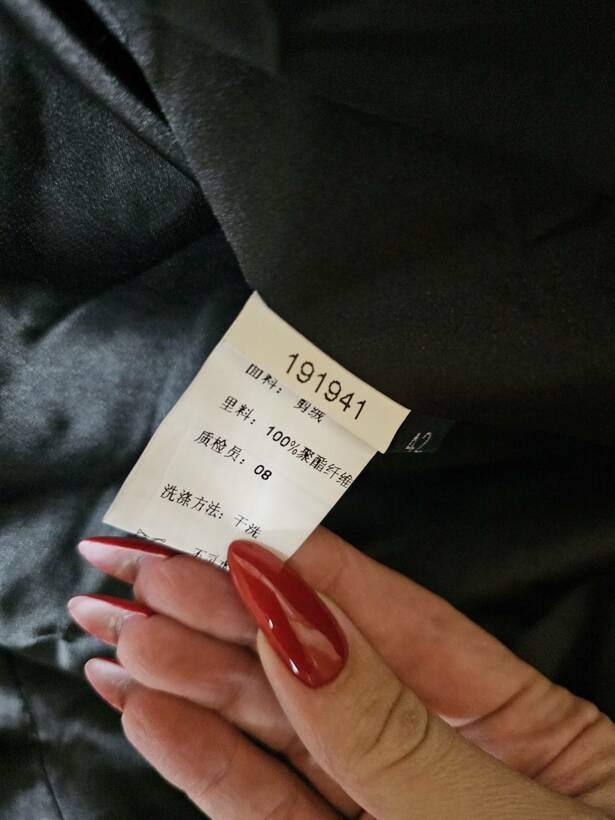 191941
面料：剪绒
里料：100%聚酯纤维
质检员：08
洗涤方法：干洗
42